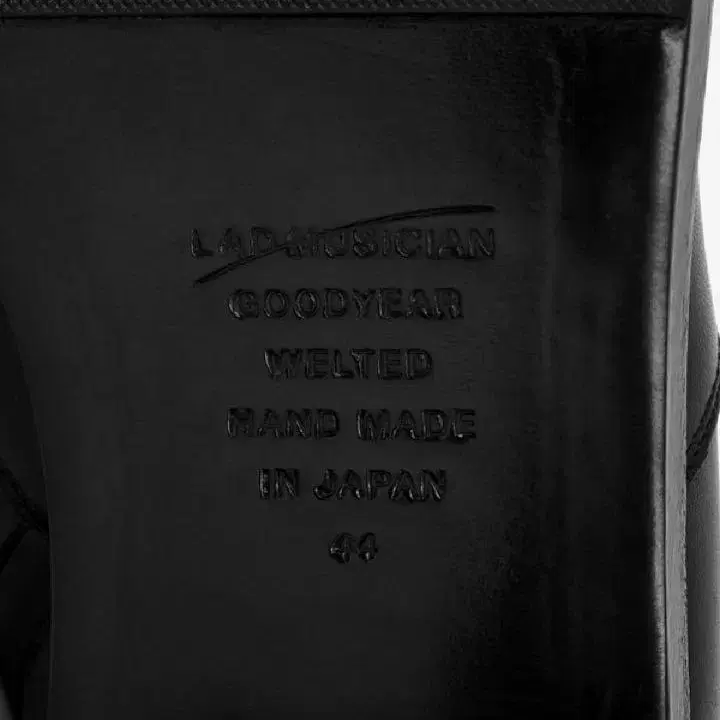 LAD MUSICIAN
GOODYEAR
WELTED
HAND MADE
IN JAPAN
44